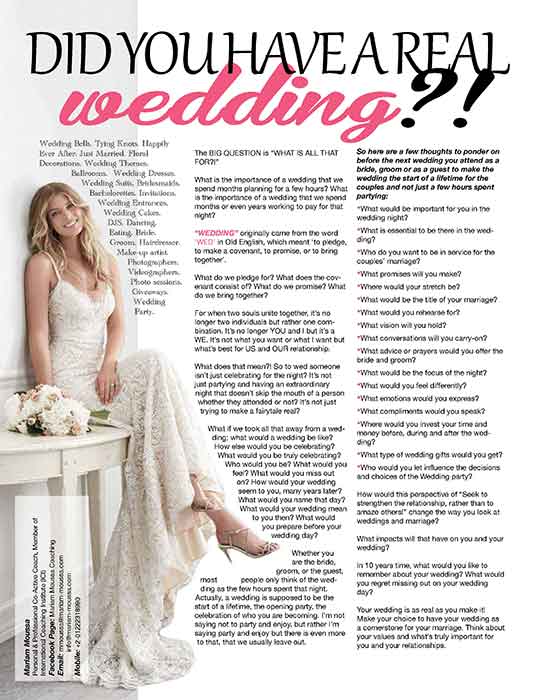 DID YOU HAVE A REAL
wedding?!
Wedding Bells. Tying Knots. Happily
Ever After. Just Married. Floral
Decorations. Wedding Themes.
Ballrooms. Wedding Dresses.
Wedding Suits, Bridesmaids.
Bachelorettes. Invitations.
Wedding Entrances.
Wedding Cakes.
DJS. Dancing.
Eating. Bride.
Groom. Hairdresser.
Make-up artist.
Photographers.
Videographers.
Photo sessions.
Giveaways.
Wedding
Party.
Mariam Moussa
Personal & Professional Co-Active Coach, Member of
International Coaching Institute (ICI)
Facebook Page: Mariam Moussa Coaching
Email: mmoussa@mariam-moussa.com
info@mariam-moussa.com
Mobile: +2 01222318990
The BIG QUESTION is "WHAT IS ALL THAT
FOR?!"
What is the importance of a wedding that we
spend months planning for a few hours? What
is the importance of a wedding that we spend
months or even years working to pay for that
night?
"WEDDING" originally came from the word
'WED' in Old English, which meant 'to pledge,
to make a covenant, to promise, or to bring
together'.
What do we pledge for? What does the cov-
enant consist of? What do we promise? What
do we bring together?
For when two souls unite together, it's no
longer two individuals but rather one com-
bination. It's no longer YOU and I but it's a
WE. It's not what you want or what I want but
what's best for US and OUR relationship.
What does that mean?! So to wed someone
isn't just celebrating for the night? It's not
just partying and having an extraordinary
night that doesn't skip the mouth of a person
whether they attended or not? It's not just
trying to make a fairytale real?
What if we took all that away from a wed-
ding; what would a wedding be like?
How else would you be celebrating?
What would you be truly celebrating?
Who would you be? What would you
feel? What would you miss out
on? How would your wedding
seem to you, many years later?
What would you name that day?
What would your wedding mean
to you then? What would
you prepare before your
wedding day?
Whether you
are the bride,
groom, or the guest,
most people only think of the wed-
ding as the few hours spent that night.
Actually, a wedding is supposed to be the
start of a lifetime, the opening party, the
celebration of who you are becoming. I'm not
saying not to party and enjoy, but rather I'm
saying party and enjoy but there is even more
to that, that we usually leave out.
So here are a few thoughts to ponder on
before the next wedding you attend as a
bride, groom or as a guest to make the
wedding the start of a lifetime for the
couples and not just a few hours spent
partying:
*What would be important for you in the
wedding night?
*What is essential to be there in the wed-
ding?
*Who do you want to be in service for the
couples' marriage?
*What promises will you make?
*Where would your stretch be?
*What would be the title of your marriage?
*What would you rehearse for?
*What vision will you hold?
*What conversations will you carry-on?
*What advice or prayers would you offer the
bride and groom?
*What would be the focus of the night?
*What would you feel differently?
*What emotions would you express?
*What compliments would you speak?
*Where would you invest your time and
money before, during and after the wed-
ding?
*What type of wedding gifts would you get?
*Who would you let influence the decisions
and choices of the Wedding party?
How would this perspective of "Seek to
strengthen the relationship, rather than to
amaze others!" change the way you look at
weddings and marriage?
What impacts will that have on you and your
wedding?
In 10 years time, what would you like to
remember about your wedding? What would
you regret missing out on your wedding
day?
Your wedding is as real as you make it!
Make your choice to have your wedding as
a cornerstone for your marriage. Think about
your values and what's truly important for
you and your relationships.